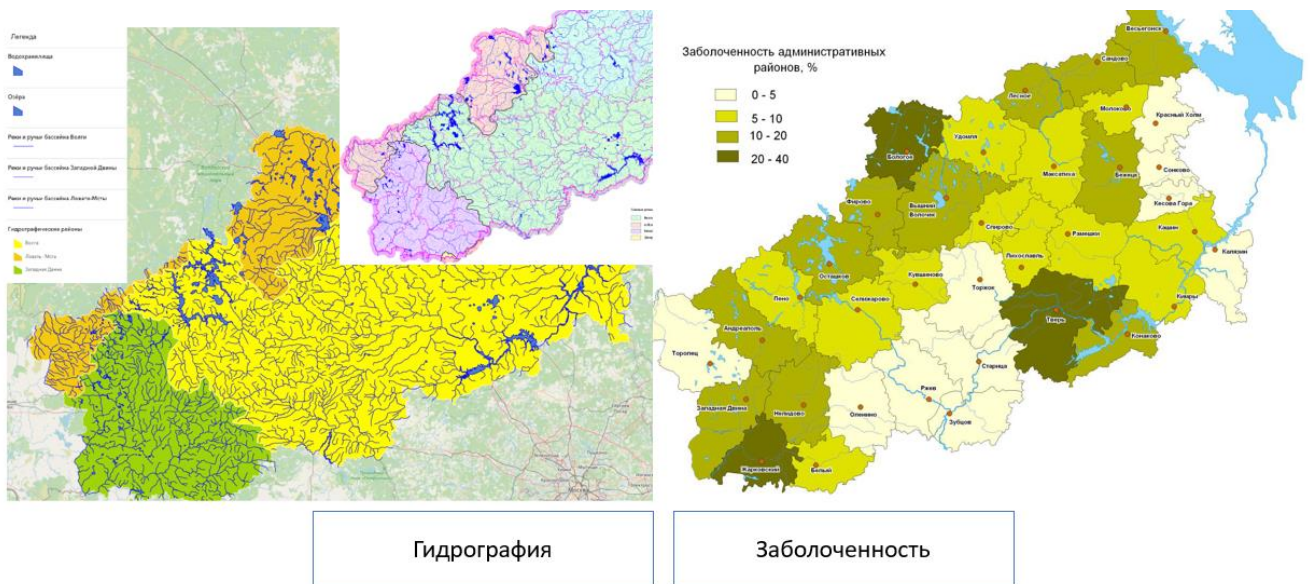 Легенда
Водохранилища
Озёра
Реки и ручьи бассейна Волги
Реки и ручьи бассейна Западной Двины
Реки и ручьи бассейна Ловати-Мсты
Гидрографические районы
Волга
Ловать - Мста
Западная Двина
Москва
Заболоченность административных
районов, %
0 - 5
5 - 10
10 - 20
20 - 40
Весьегонск
Сандово
Лесное
Молоково
Красный Холм
Удомля
Бологое
Максатиха
Бежецк
Сонково
Кесова Гора
Фирово
Вышний
Волочек
Спирово
Рамешки
Кашин
Калязин
Осташков
Кувшиново
Лихославль
Торжок
Кимры
Пено
Селижарово
Тверь
Конаково
Андреаполь
Торопец
Старица
Ржев
Западная Двина
Нелидово
Оленино
Зубцов
Жарковский
Белый
Гидрография
Заболоченность